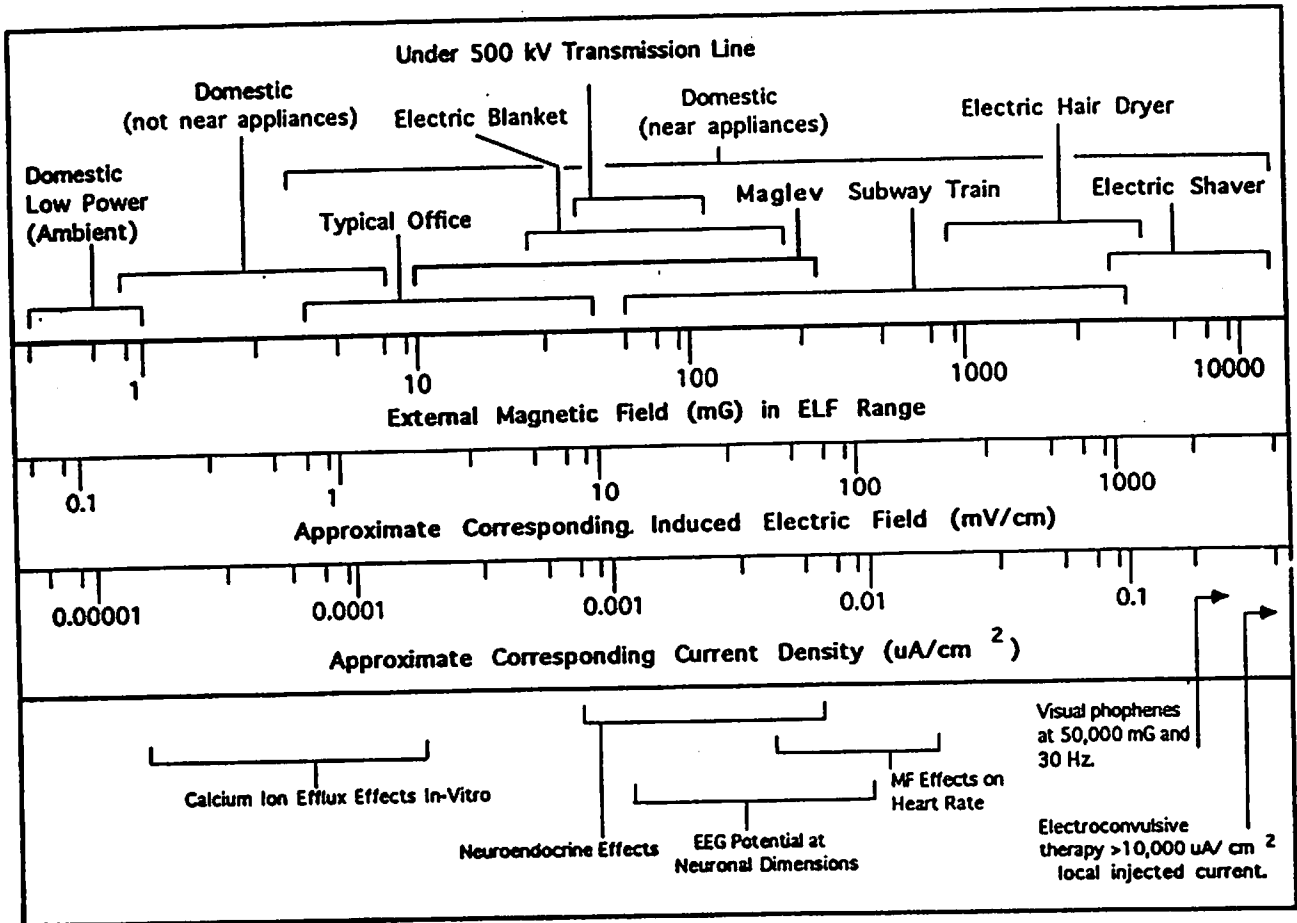 Under 500 kV Transmission Line
Domestic
(not near appliances)
Electric Blanket
Domestic
(near appliances)
Electric Hair Dryer
Domestic
Low Power
(Ambient)
Typical Office
Maglev
Subway Train
Electric Shaver
1
10
100
1000
10000
External Magnetic Field (mG) in ELF Range
0.1
1
10
100
1000
Approximate Corresponding. Induced Electric Field (mV/cm)
0.00001
0.0001
0.001
0.01
0.1
Approximate Corresponding Current Density (uA/cm 2)
Calcium Ion Efflux Effects In-Vitro
Neuroendocrine Effects
EEG Potential at
Neuronal Dimensions
MF Effects on
Heart Rate
Visual phophenes
at 50,000 mG and
30 Hz.
Electroconvulsive
therapy >10,000 uA/ cm 2
local injected current.